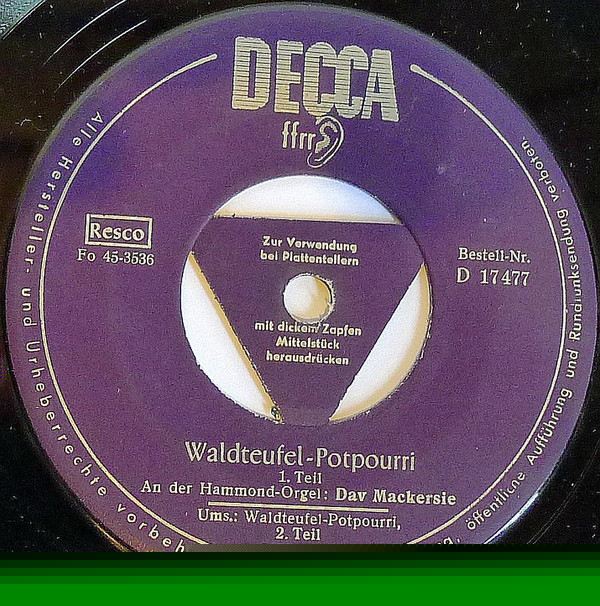 DECCA
ffrr
Alle Hersteller- und Urheberrechte vorbeh
öffentliche Aufführung und Rundfunksendung verboten.
Resco
Fo 45-3536
Zur Verwendung
bei Plattentellern
mit dickem Zapfen
Mittelstück
herausdrücken
Bestell-Nr.
D 17477
Waldteufel-Potpourri
1. Teil
An der Hammond-Orgel: Dav Mackersie
Ums.: Waldteufel-Potpourri,
2. Teil